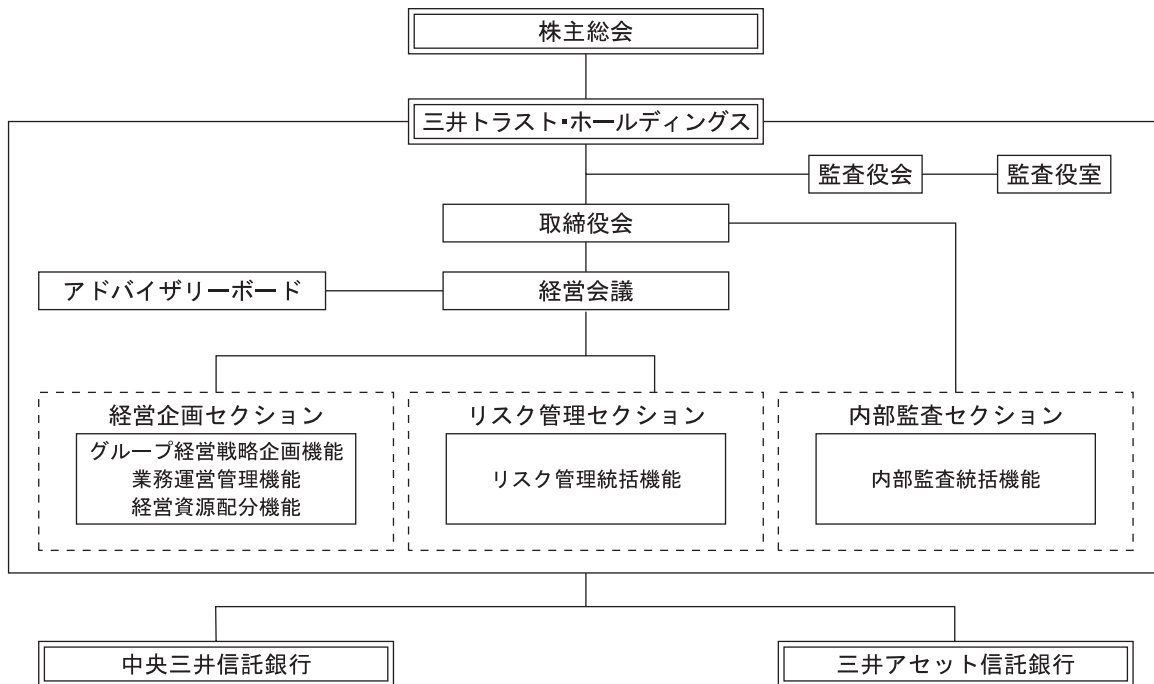 株主総会
三井トラスト・ホールディングス
監査役会
監査役室
取締役会
アドバイザリーボード
経営会議
経営企画セクション
グループ経営戦略企画機能
業務運営管理機能
経営資源配分機能
リスク管理セクション
リスク管理統括機能
内部監査セクション
内部監査統括機能
中央三井信託銀行
三井アセット信託銀行